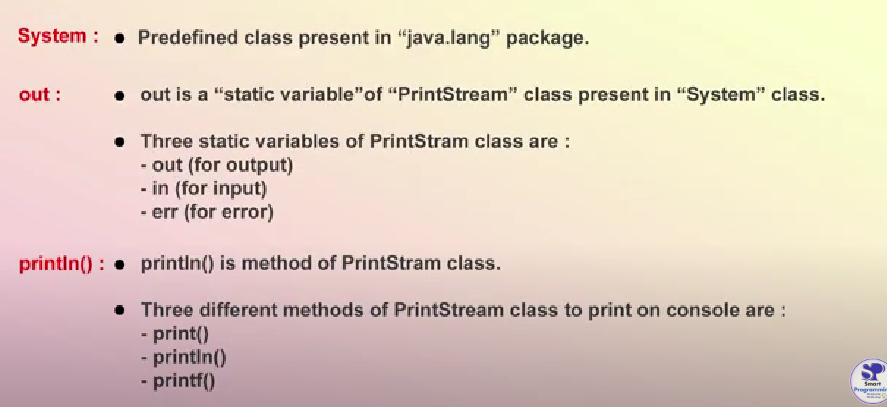 System : ● Predefined class present in “java.lang” package.
out : ● out is a “static variable”of “PrintStream” class present in “System” class.
● Three static variables of PrintStram class are :
- out (for output)
- in (for input)
- err (for error)
println() : ● println() is method of PrintStram class.
● Three different methods of PrintStream class to print on console are :
- print()
- println()
- printf()
SP
Smart
Programming